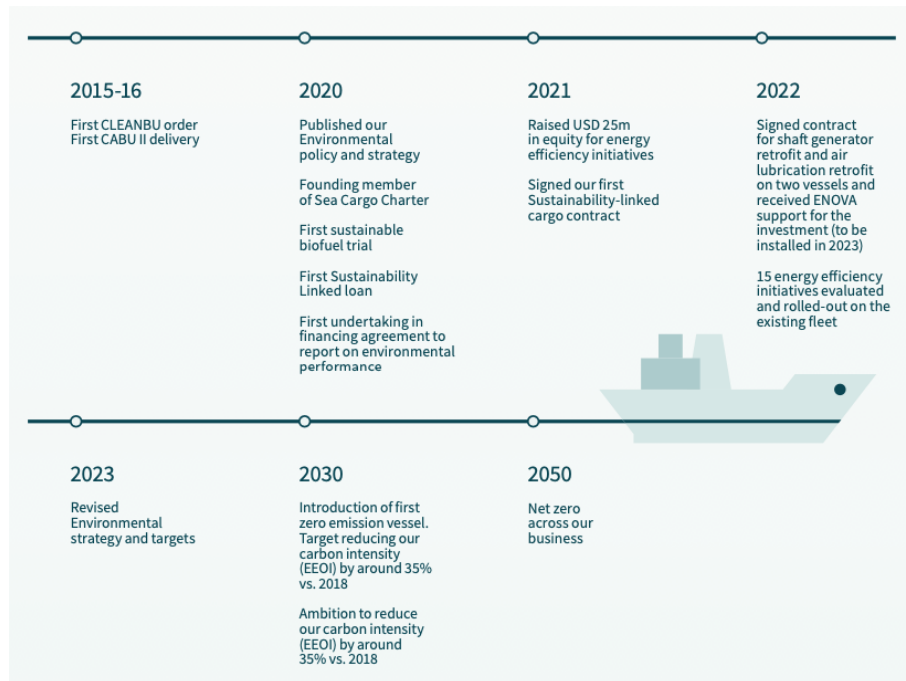 2015-16
First CLEANBU order
First CABU II delivery
2020
Published our
Environmental
policy and strategy
Founding member
of Sea Cargo Charter
First sustainable
biofuel trial
First Sustainability
Linked loan
First undertaking in
financing agreement to
report on environmental
performance
2021
Raised USD 25m
in equity for energy
efficiency initiatives
Signed our first
Sustainability-linked
cargo contract
2022
Signed contract
for shaft generator
retrofit and air
lubrication retrofit
on two vessels and
received ENOVA
support for the
investment (to be
installed in 2023)
15 energy efficiency
initiatives evaluated
and rolled-out on the
existing fleet
2023
Revised
Environmental
strategy and targets
2030
Introduction of first
zero emission vessel.
Target reducing our
carbon intensity
(EEOI) by around 35%
vs. 2018
Ambition to reduce
our carbon intensity
(EEOI) by around
35% vs. 2018
2050
Net zero
across our
business